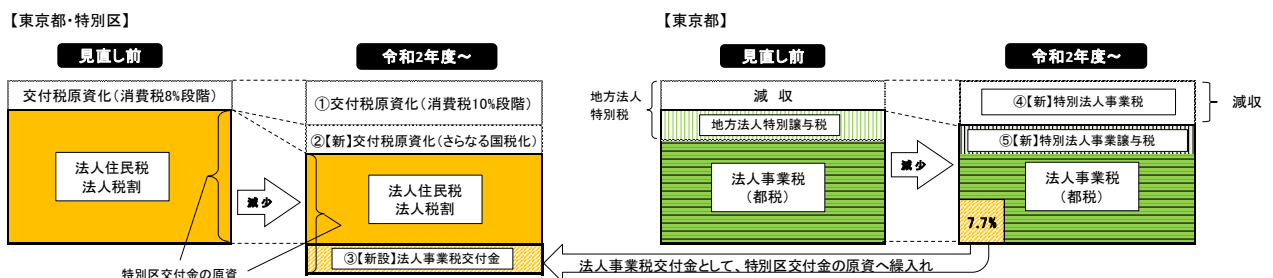 【東京都・特別区】
見直し前
令和2年度～
交付税原資化（消費税8%段階）
法人住民税
法人税割
減少
①交付税原資化（消費税10%段階）
②【新】交付税原資化（さらなる国税化）
法人住民税
法人税割
③【新設】法人事業税交付金
特別区交付金の原資
【東京都】
見直し前
令和2年度～
地方法人
特別税
減 収
地方法人特別譲与税
法人事業税
（都税）
減少
④【新】特別法人事業税
減収
⑤【新】特別法人事業譲与税
法人事業税
（都税）
7.7%
法人事業税交付金として、特別区交付金の原資へ繰入れ